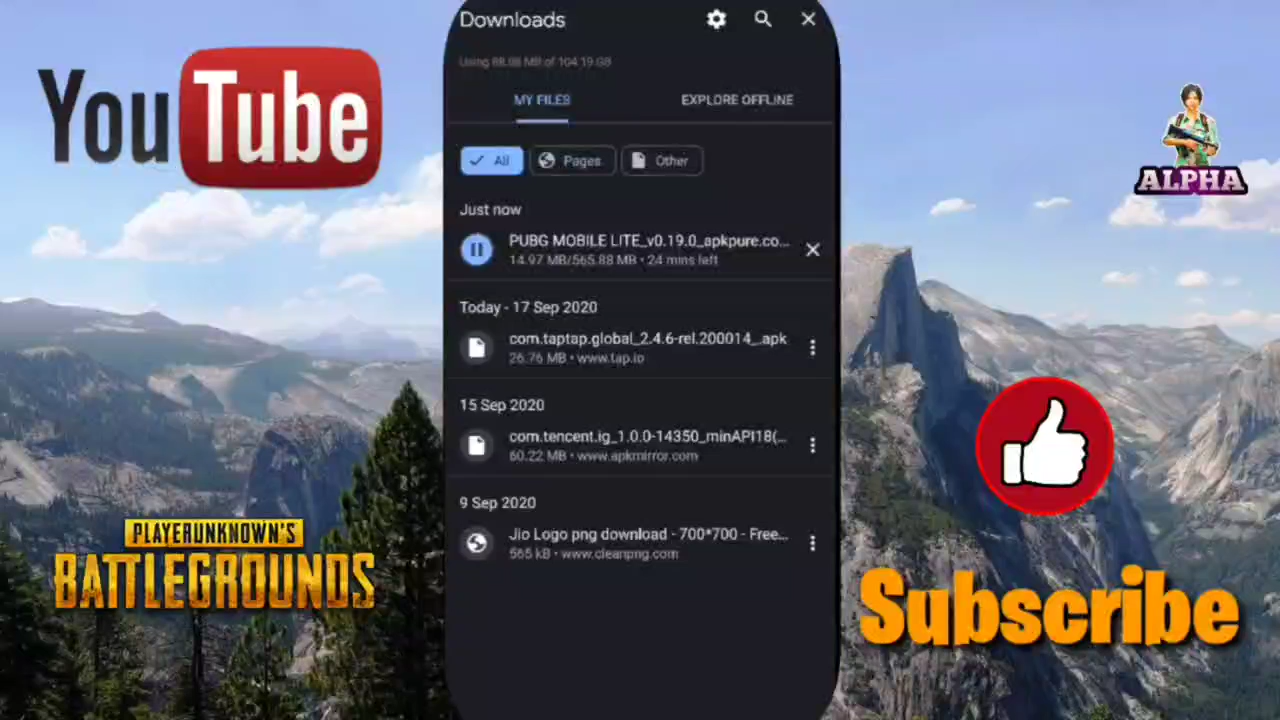 YouTube
Downloads
Using 88.08 MB of 104.19 GB
MY FILES
EXPLORE OFFLINE
All
Pages
Other
ALPHA
Just now
PUBG MOBILE LITE_v0.19.0_apkpure.co...
14.97 MB/565.88 MB • 24 mins left
Today - 17 Sep 2020
com.taptap.global_2.4.6-rel.200014_.apk
26.76 MB • www.tap.io
15 Sep 2020
com.tencent.ig_1.0.0-14350_minAPI18(...
60.22 MB • www.apkmirror.com
9 Sep 2020
Jio Logo png download - 700*700 - Free...
565 kB • www.cleanpng.com
PLAYERUNKNOWN'S
BATTLEGROUNDS
Subscribe